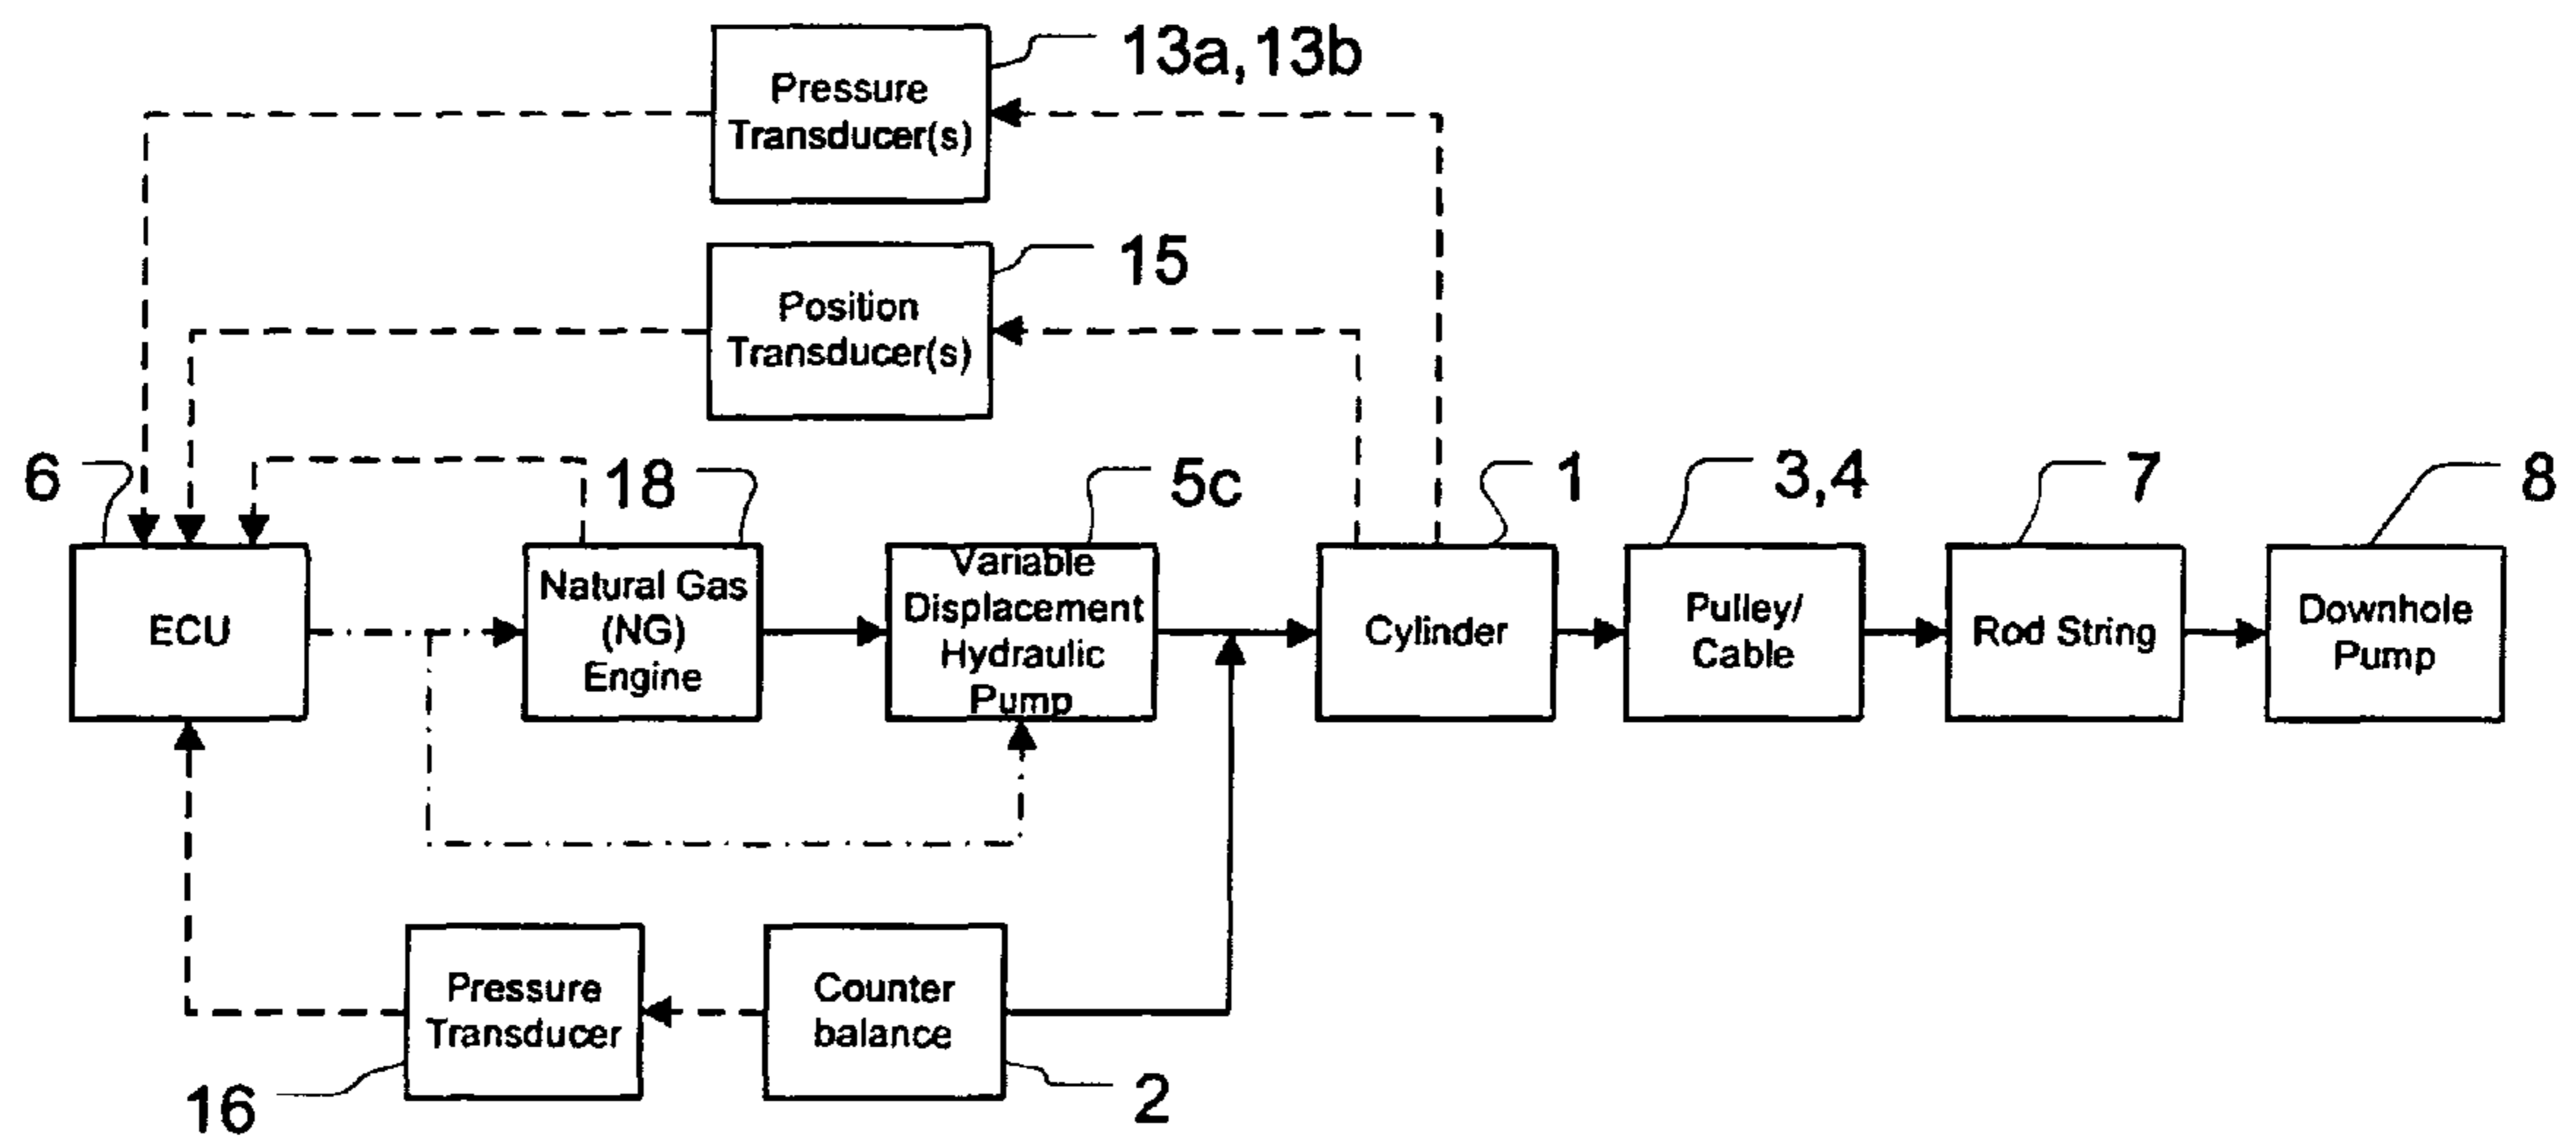 13a,13b
Pressure
Transducer(s)
15
Position
Transducer(s)
6
18
5c
1
3,4
7
8
ECU
Natural Gas
(NG)
Engine
Variable
Displacement
Hydraulic
Pump
Cylinder
Pulley/
Cable
Rod String
Downhole
Pump
Pressure
Transducer
Counter
balance
16
2